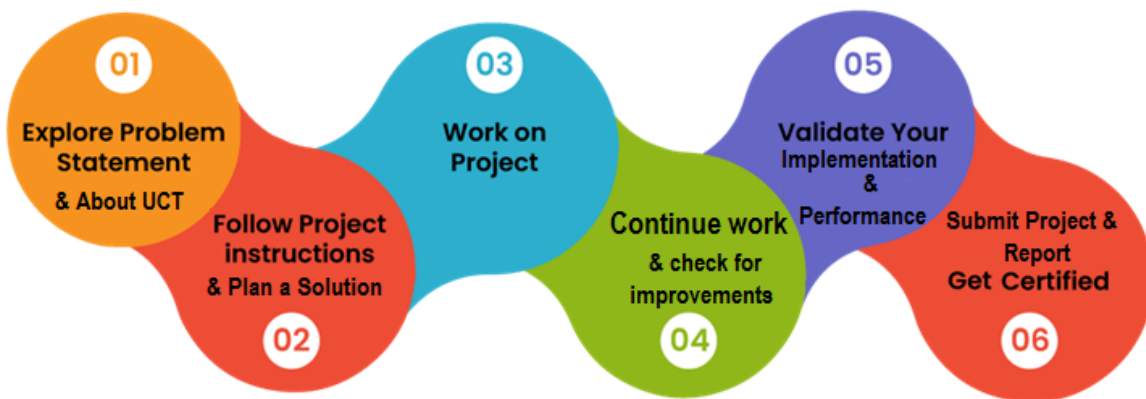 01
Explore Problem
Statement
& About UCT
Follow Project
instructions
& Plan a Solution
02
03
Work on
Project
Continue work
& check for
improvements
04
05
Validate Your
Implementation
&
Performance
Submit Project &
Report
Get Certified
06